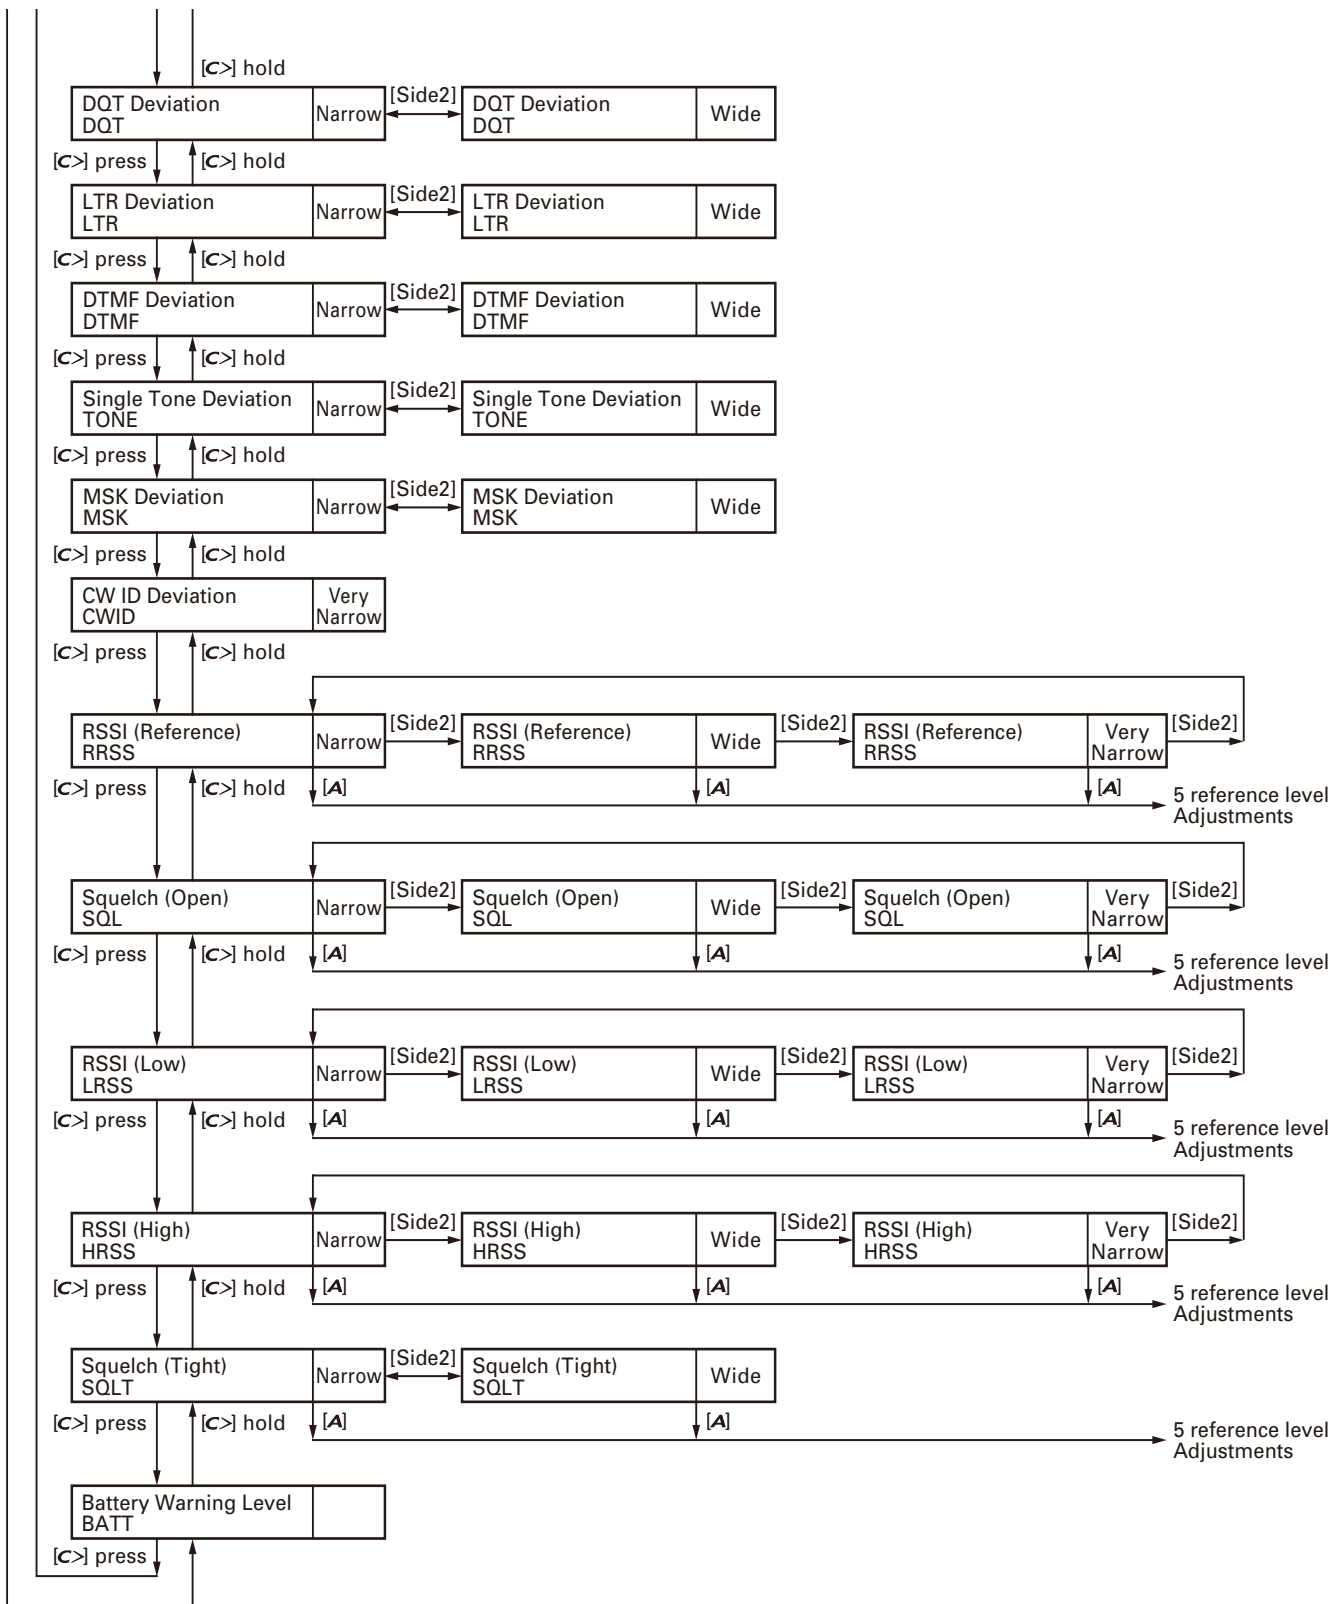 [C>] hold
DQT Deviation
DQT
Narrow
[Side2]
DQT Deviation
DQT
Wide
[C>] press
[C>] hold
LTR Deviation
LTR
Narrow
[Side2]
LTR Deviation
LTR
Wide
[C>] press
[C>] hold
DTMF Deviation
DTMF
Narrow
[Side2]
DTMF Deviation
DTMF
Wide
[C>] press
[C>] hold
Single Tone Deviation
TONE
Narrow
[Side2]
Single Tone Deviation
TONE
Wide
[C>] press
[C>] hold
MSK Deviation
MSK
Narrow
[Side2]
MSK Deviation
MSK
Wide
[C>] press
[C>] hold
CW ID Deviation
CWID
Very
Narrow
[C>] press
[C>] hold
RSSI (Reference)
RRSS
Narrow
[Side2]
RSSI (Reference)
RRSS
Wide
[Side2]
RSSI (Reference)
RRSS
Very
Narrow
[Side2]
[C>] press
[C>] hold
[A]
[A]
[A]
5 reference level
Adjustments
Squelch (Open)
SQL
Narrow
[Side2]
Squelch (Open)
SQL
Wide
[Side2]
Squelch (Open)
SQL
Very
Narrow
[Side2]
[C>] press
[C>] hold
[A]
[A]
[A]
5 reference level
Adjustments
RSSI (Low)
LRSS
Narrow
[Side2]
RSSI (Low)
LRSS
Wide
[Side2]
RSSI (Low)
LRSS
Very
Narrow
[Side2]
[C>] press
[C>] hold
[A]
[A]
[A]
5 reference level
Adjustments
RSSI (High)
HRSS
Narrow
[Side2]
RSSI (High)
HRSS
Wide
[Side2]
RSSI (High)
HRSS
Very
Narrow
[Side2]
[C>] press
[C>] hold
[A]
[A]
[A]
5 reference level
Adjustments
Squelch (Tight)
SQLT
Narrow
[Side2]
Squelch (Tight)
SQLT
Wide
[C>] press
[C>] hold
[A]
[A]
5 reference level
Adjustments
Battery Warning Level
BATT
[C>] press